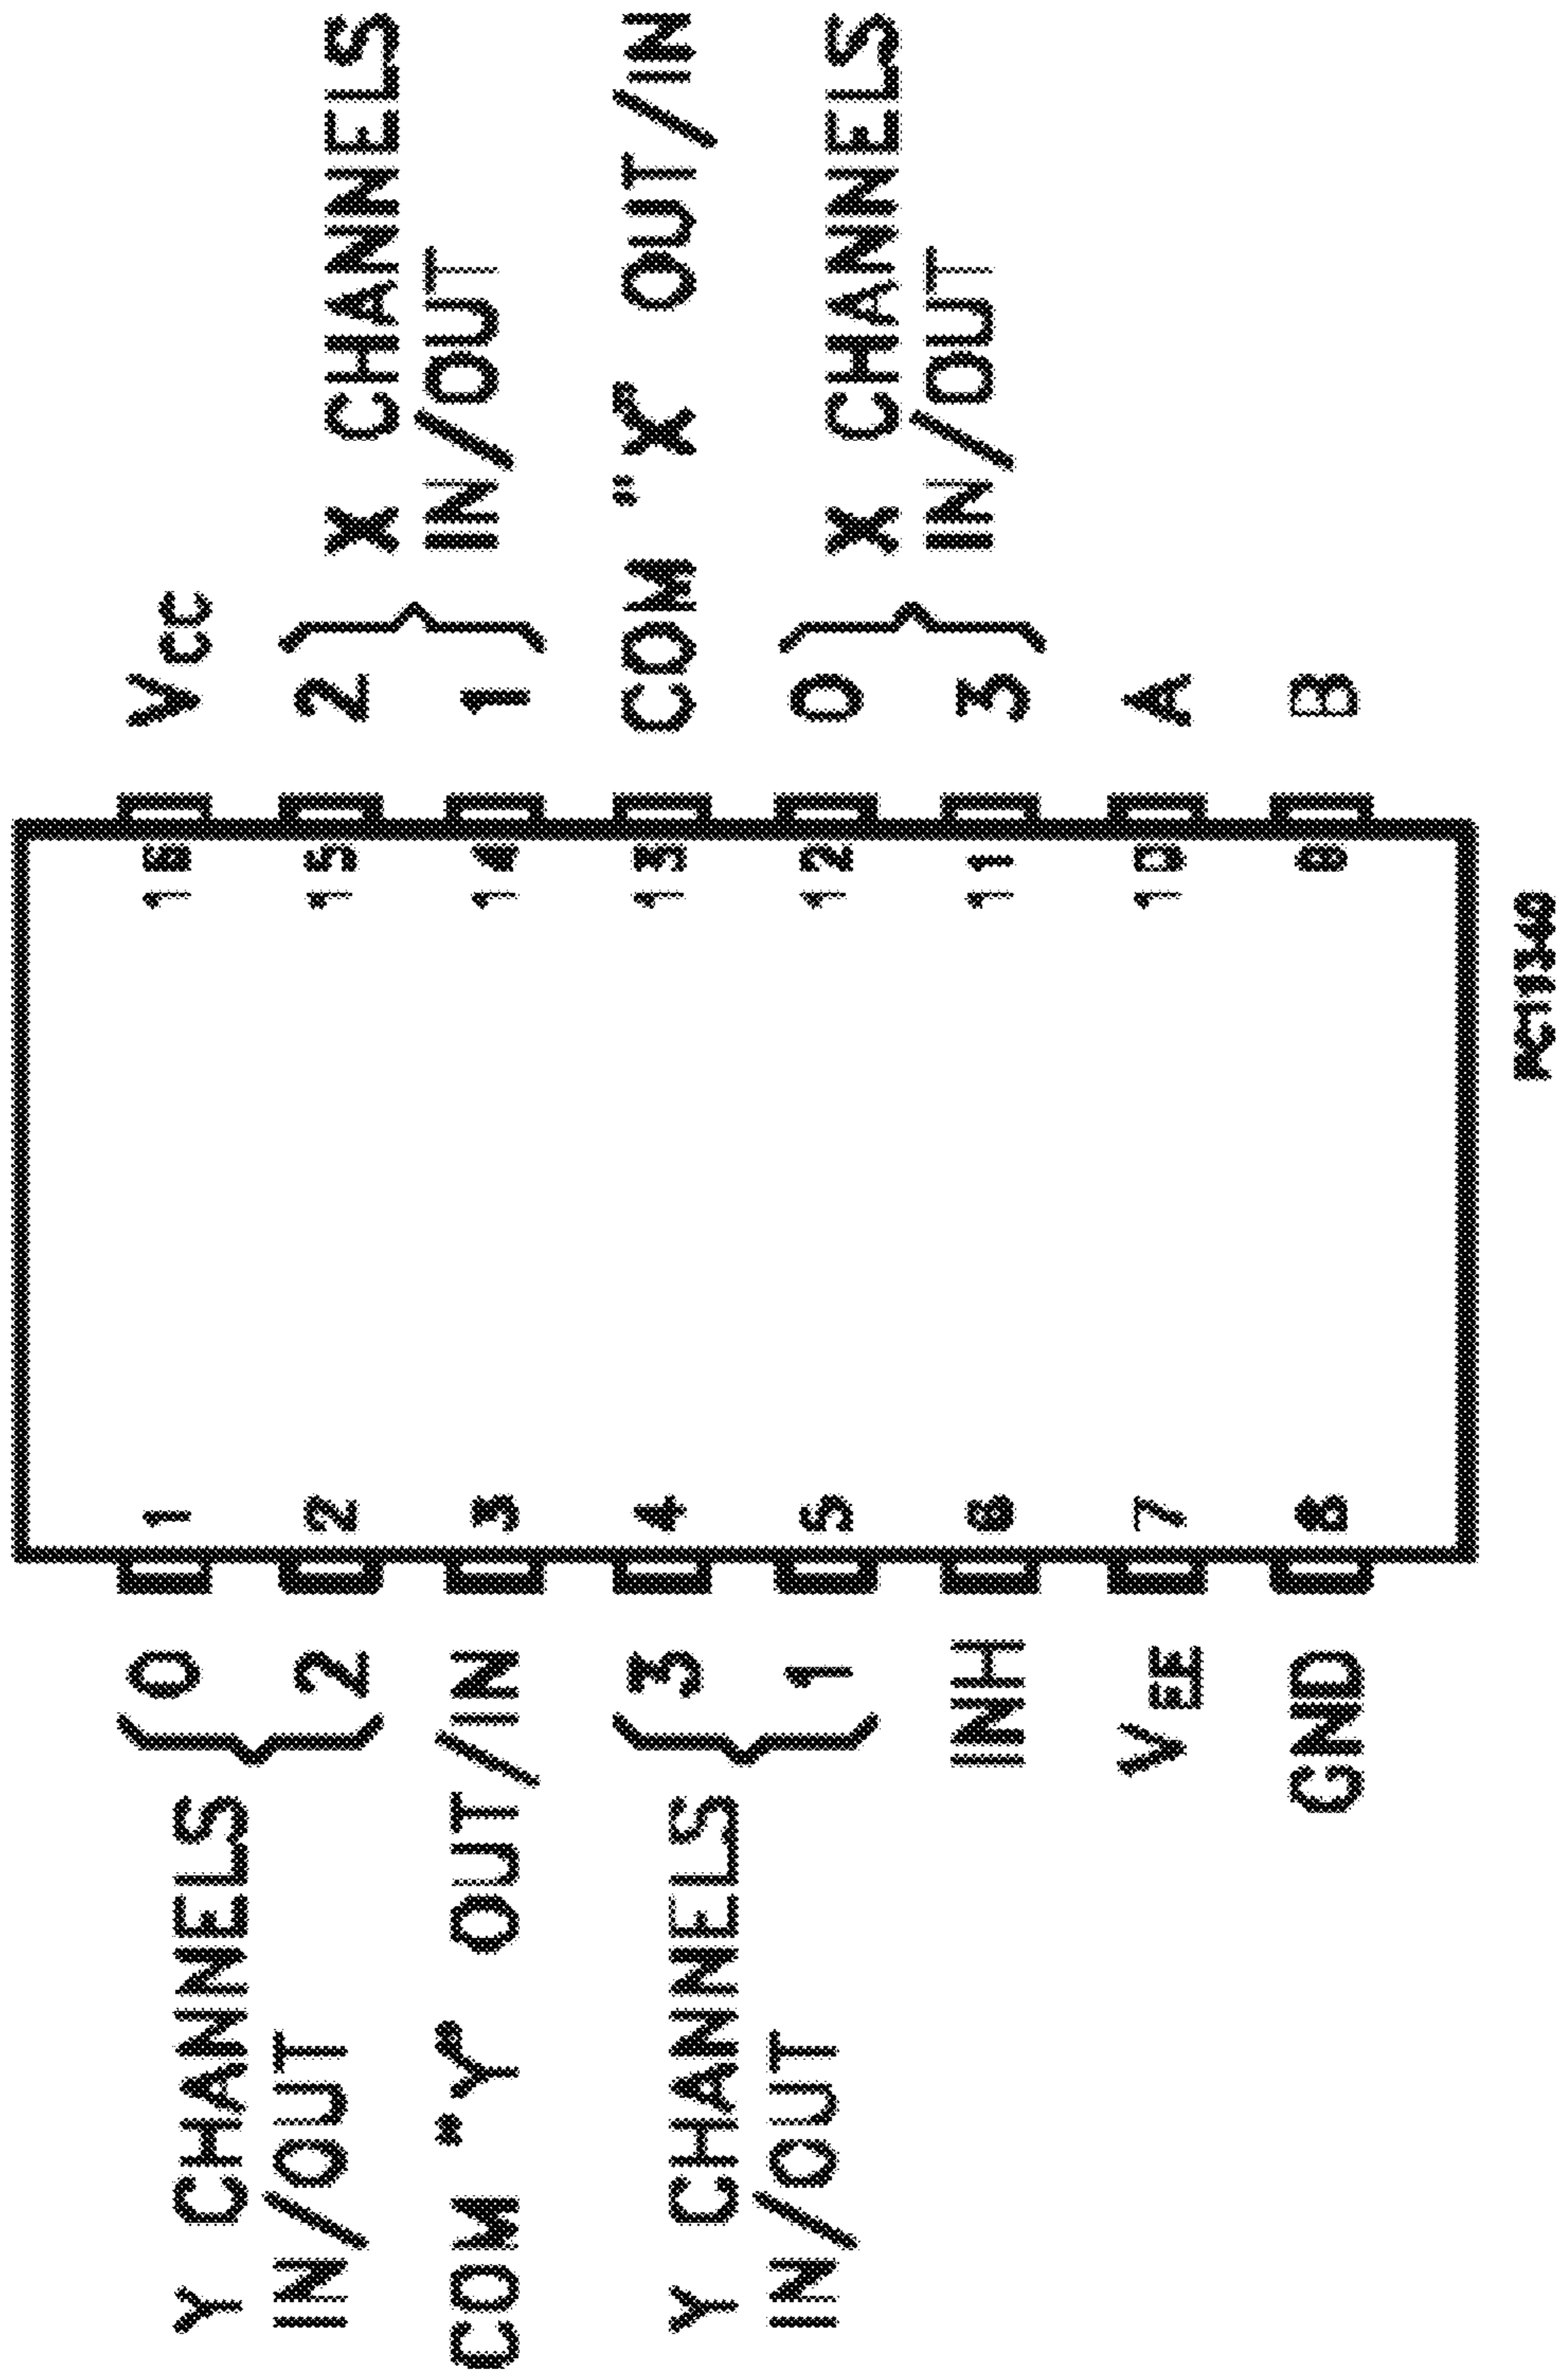 Y CHANNELS
IN/OUT
0
2
COM "Y" OUT/IN
Y CHANNELS
IN/OUT
3
1
INH
VEE
GND
1
2
3
4
5
6
7
8
16
15
14
13
12
11
10
9
VCC
2
1
X CHANNELS
IN/OUT
COM "X" OUT/IN
0
3
X CHANNELS
IN/OUT
A
B